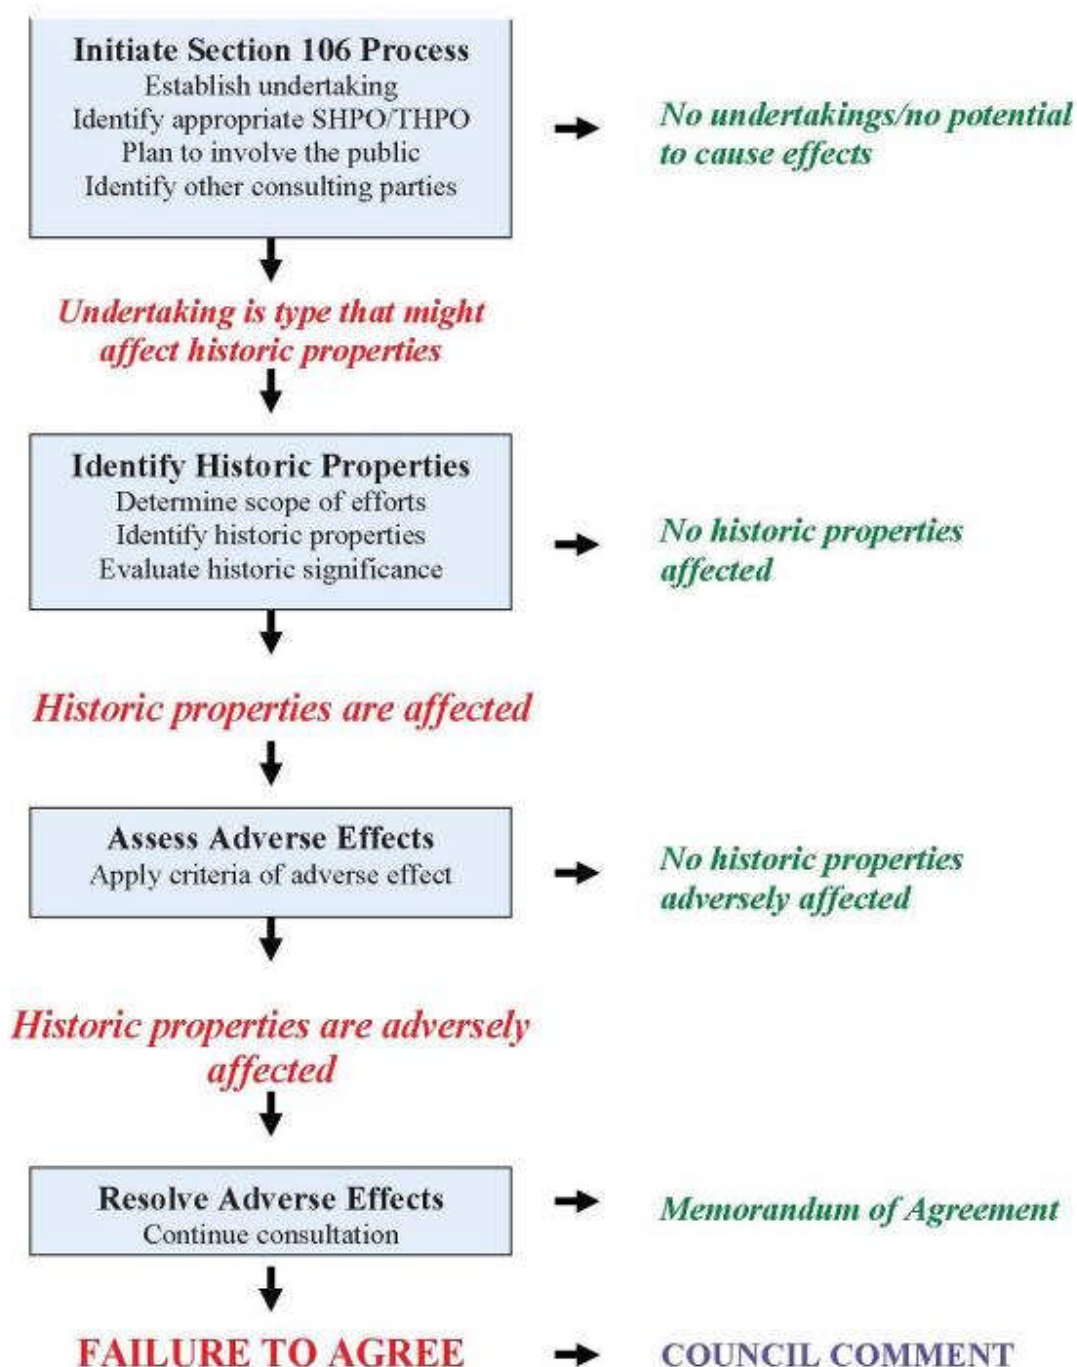 Initiate Section 106 Process
Establish undertaking
Identify appropriate SHPO/THPO
Plan to involve the public
Identify other consulting parties
No undertakings/no potential
to cause effects
Undertaking is type that might
affect historic properties
Identify Historic Properties
Determine scope of efforts
Identify historic properties
Evaluate historic significance
No historic properties
affected
Historic properties are affected
Assess Adverse Effects
Apply criteria of adverse effect
No historic properties
adversely affected
Historic properties are adversely
affected
Resolve Adverse Effects
Continue consultation
Memorandum of Agreement
FAILURE TO AGREE
COUNCIL COMMENT